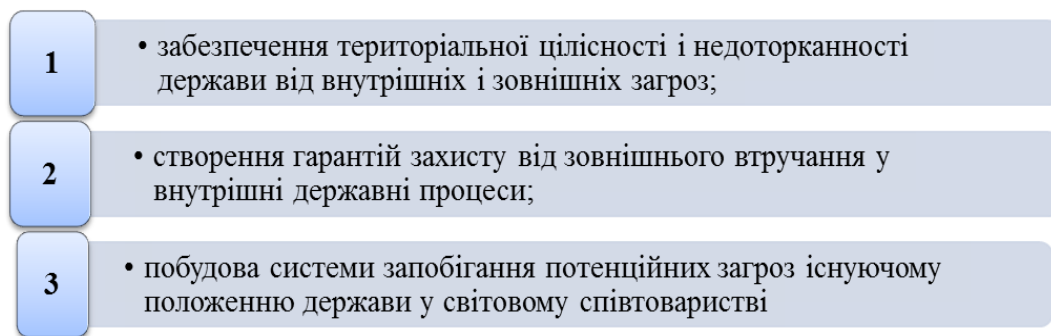 1
• забезпечення територіальної цілісності і недоторканності
держави від внутрішніх і зовнішніх загроз;
2
• створення гарантій захисту від зовнішнього втручання у
внутрішні державні процеси;
3
• побудова системи запобігання потенційних загроз існуючому
положенню держави у світовому співтоваристві